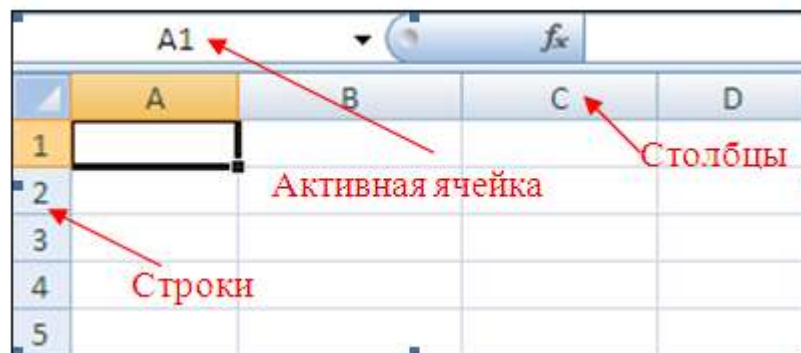 A1 fx
A B C D
1
Столбцы
Активная ячейка
2
3
Строки
4
5